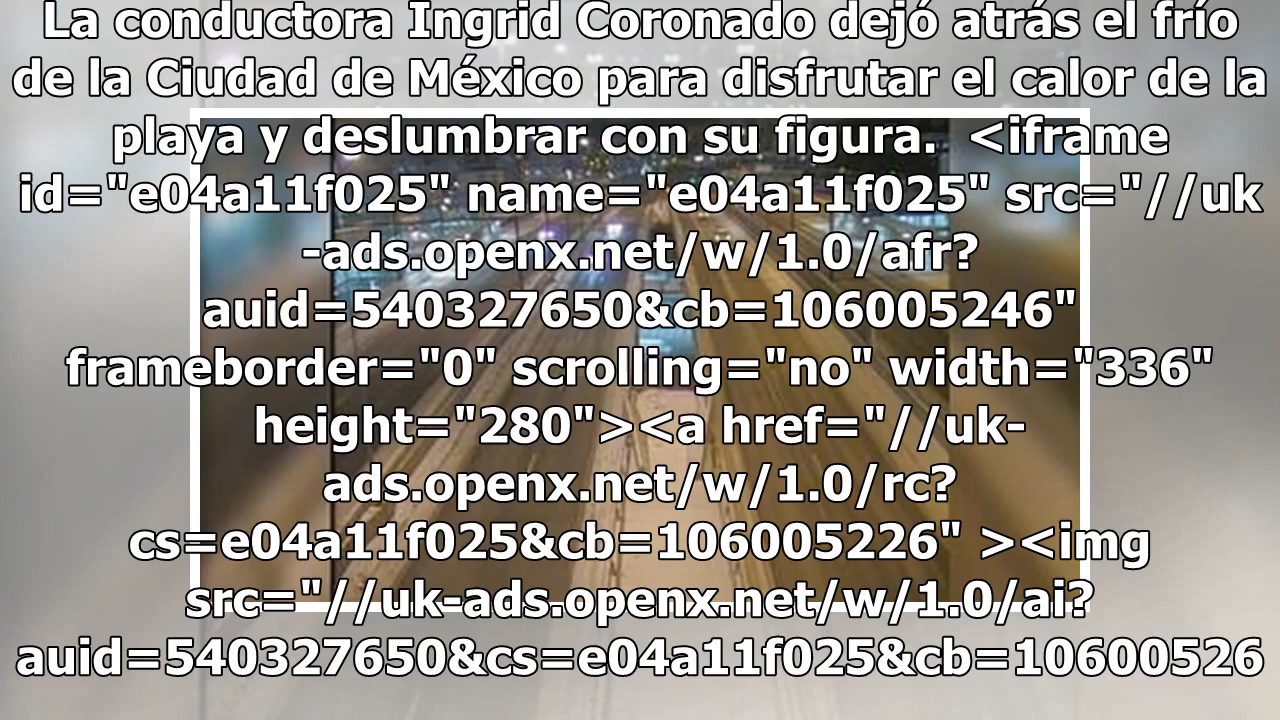 La conductora Ingrid Coronado dejó atrás el frío
de la Ciudad de México para disfrutar el calor de la
playa y deslumbrar con su figura.  <iframe
id="e04a11f025" name="e04a11f025" src="//uk
-ads.openx.net/w/1.0/afr?
auid=540327650&cb=106005246"
frameborder="0" scrolling="no" width="336"
height="280"><a href="//uk-
ads.openx.net/w/1.0/rc?
cs=e04a11f025&cb=106005226" ><img
src="//uk-ads.openx.net/w/1.0/ai?
auid=540327650&cs=e04a11f025&cb=10600526